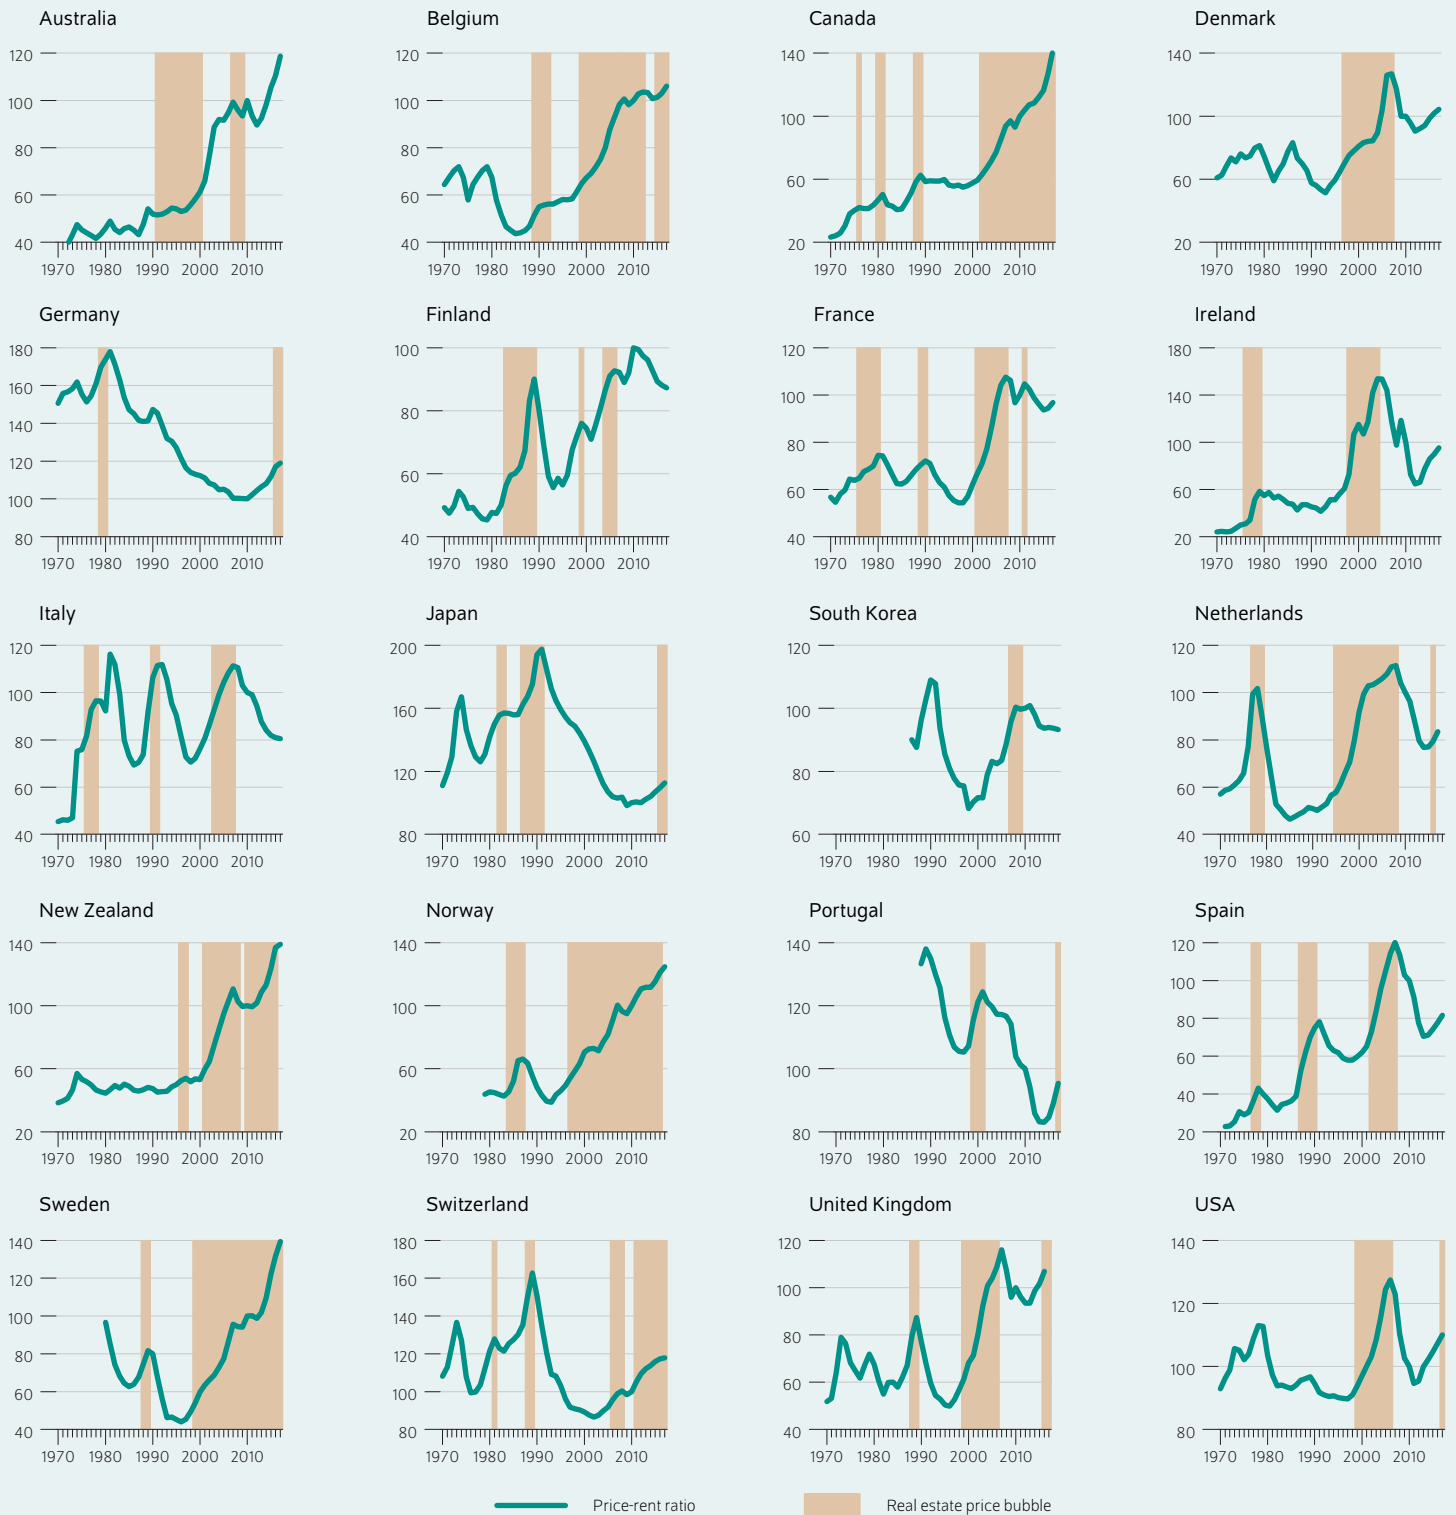 Australia Belgium Canada Denmark
120 120 140 140
100 100 100 100
80 80
60 60 60 60
40 40 20 20
1970 1980 1990 2000 2010 1970 1980 1990 2000 2010 1970 1980 1990 2000 2010 1970 1980 1990 2000 2010
Germany Finland France Ireland
180 100 120 180
160 100 140
80
140 80 100
120 60
100 60 60
80 40 40 20
1970 1980 1990 2000 2010 1970 1980 1990 2000 2010 1970 1980 1990 2000 2010 1970 1980 1990 2000 2010
Italy Japan South Korea Netherlands
120 200 120 120
100 160 100 100
80 80
60 120 80 60
40 80 60 40
1970 1980 1990 2000 2010 1970 1980 1990 2000 2010 1970 1980 1990 2000 2010 1970 1980 1990 2000 2010
New Zealand Norway Portugal Spain
140 140 140 120
100 100 120 100
80
60 60 100 60
40
20 20 80 20
1970 1980 1990 2000 2010 1970 1980 1990 2000 2010 1970 1980 1990 2000 2010 1970 1980 1990 2000 2010
Sweden Switzerland United Kingdom USA
140 180 120 140
120 160 100 120
100 140 80
80 120 100
60 100 60
40 80 40 80
1970 1980 1990 2000 2010 1970 1980 1990 2000 2010 1970 1980 1990 2000 2010 1970 1980 1990 2000 2010
Price-rent ratio Real estate price bubble